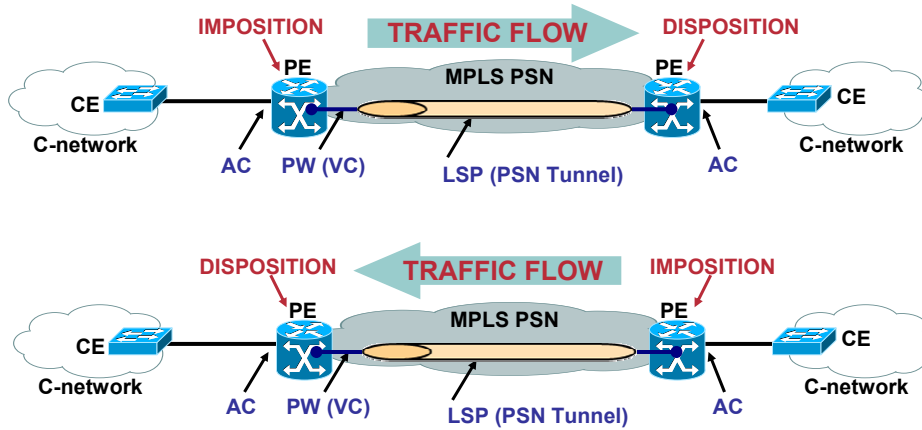 IMPOSITION
TRAFFIC FLOW
DISPOSITION
PE
MPLS PSN
PE
CE
CE
C-network
C-network
AC
PW (VC)
LSP (PSN Tunnel)
AC
DISPOSITION
TRAFFIC FLOW
IMPOSITION
PE
MPLS PSN
PE
CE
CE
C-network
C-network
AC
PW (VC)
LSP (PSN Tunnel)
AC